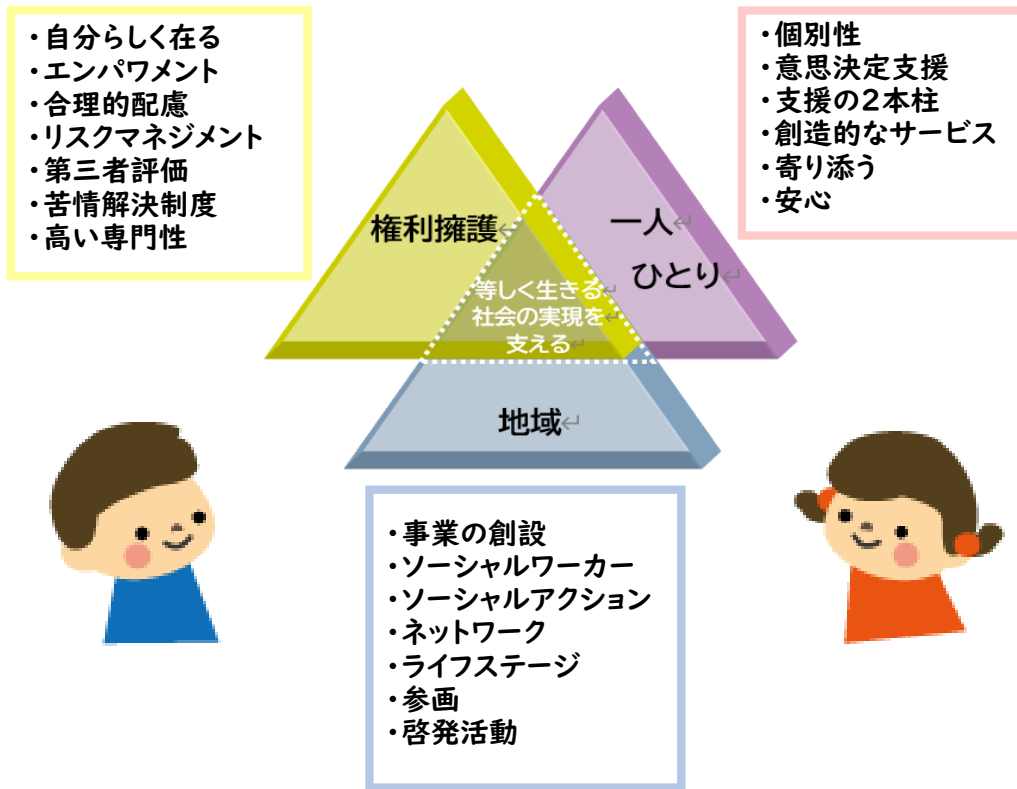 ・自分らしく在る
・エンパワメント
・合理的配慮
・リスクマネジメント
・第三者評価
・苦情解決制度
・高い専門性
・個別性
・意思決定支援
・支援の2本柱
・創造的なサービス
・寄り添う
・安心
権利擁護↵
一人↵
ひとり↵
等しく生きる↵
社会の実現を↵
支える↵
地域↵
・事業の創設
・ソーシャルワーカー
・ソーシャルアクション
・ネットワーク
・ライフステージ
・参画
・啓発活動